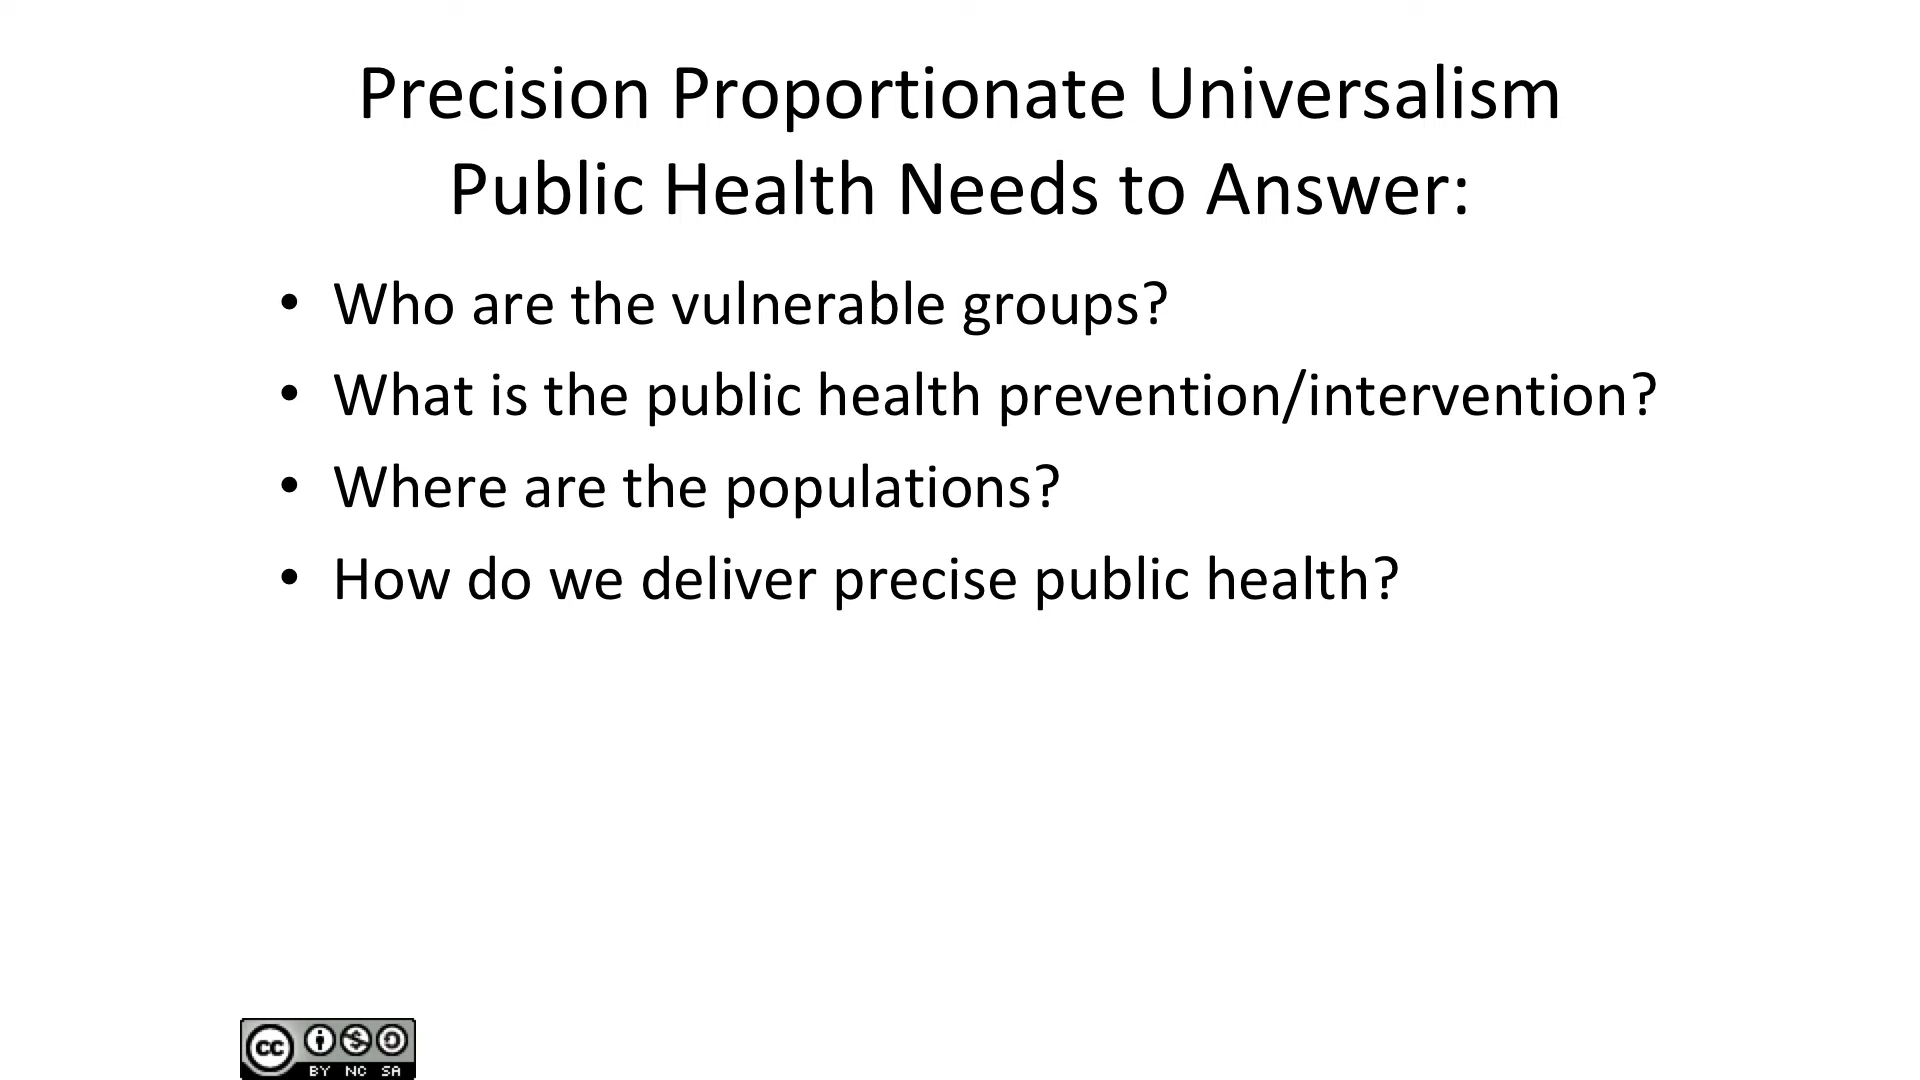 Precision Proportionate Universalism
Public Health Needs to Answer:
• Who are the vulnerable groups?
• What is the public health prevention/intervention?
• Where are the populations?
• How do we deliver precise public health?
cc
BY NC SA